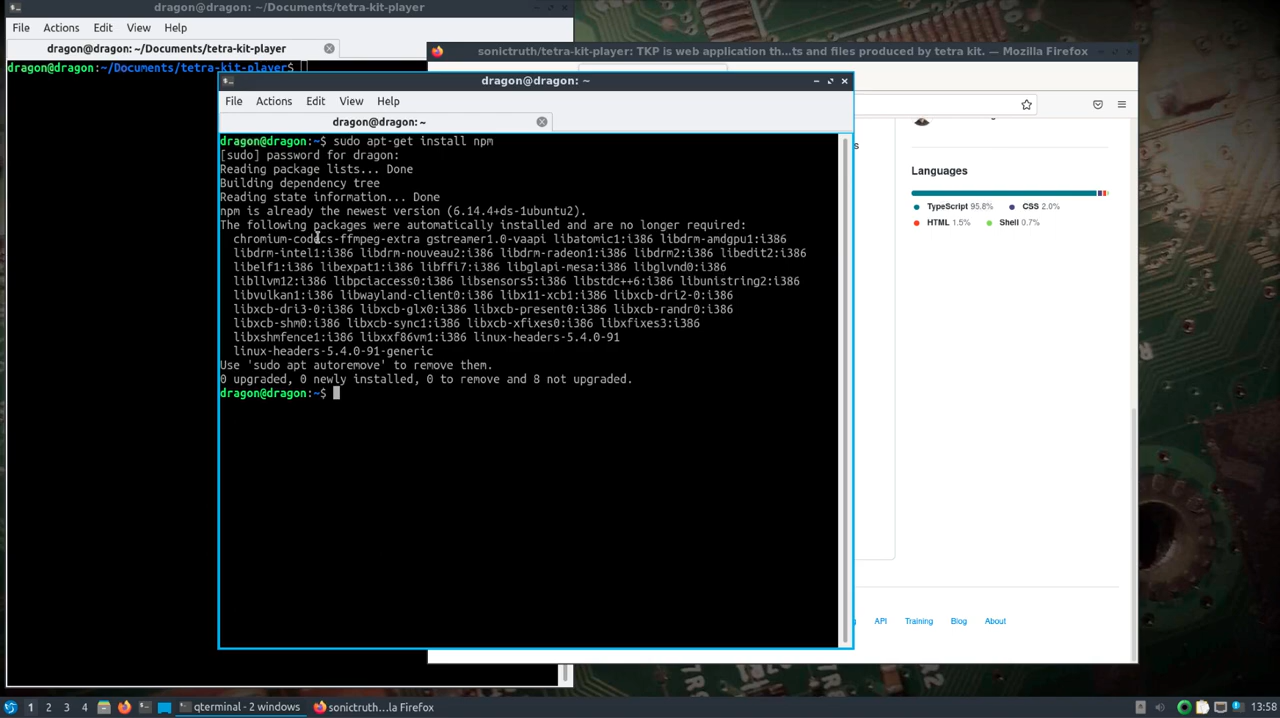 dragon@dragon: ~/Documents/tetra-kit-player
File Actions Edit View Help
dragon@dragon: ~/Documents/tetra-kit-player
dragon@dragon:~/Documents/tetra-kit-player$
sonictruth/tetra-kit-player: TKP is web application th...ts and files produced by tetra kit. — Mozilla Firefox
dragon@dragon: ~
File Actions Edit View Help
dragon@dragon: ~
dragon@dragon:~$ sudo apt-get install npm
[sudo] password for dragon:
Reading package lists... Done
Building dependency tree
Reading state information... Done
npm is already the newest version (6.14.4+ds-1ubuntu2).
The following packages were automatically installed and are no longer required:
chromium-codecs-ffmpeg-extra gstreamer1.0-vaapi libatomic1:i386 libdrm-amdgpu1:i386
libdrm-intel1:i386 libdrm-nouveau2:i386 libdrm-radeon1:i386 libdrm2:i386 libedit2:i386
libelf1:i386 libexpat1:i386 libffi7:i386 libglapi-mesa:i386 libglvnd0:i386
libllvm12:i386 libpciaccess0:i386 libsensors5:i386 libstdc++6:i386 libunistring2:i386
libvulkan1:i386 libwayland-client0:i386 libx11-xcb1:i386 libxcb-dri2-0:i386
libxcb-dri3-0:i386 libxcb-glx0:i386 libxcb-present0:i386 libxcb-randr0:i386
libxcb-shm0:i386 libxcb-sync1:i386 libxcb-xfixes0:i386 libxfixes3:i386
libxshmfence1:i386 libxxf86vm1:i386 linux-headers-5.4.0-91
linux-headers-5.4.0-91-generic
Use 'sudo apt autoremove' to remove them.
0 upgraded, 0 newly installed, 0 to remove and 8 not upgraded.
dragon@dragon:~$
Languages
TypeScript 95.8% CSS 2.0%
HTML 1.5% Shell 0.7%
API Training Blog About
1 2 3 4 qterminal - 2 windows sonictruth...la Firefox 13:58